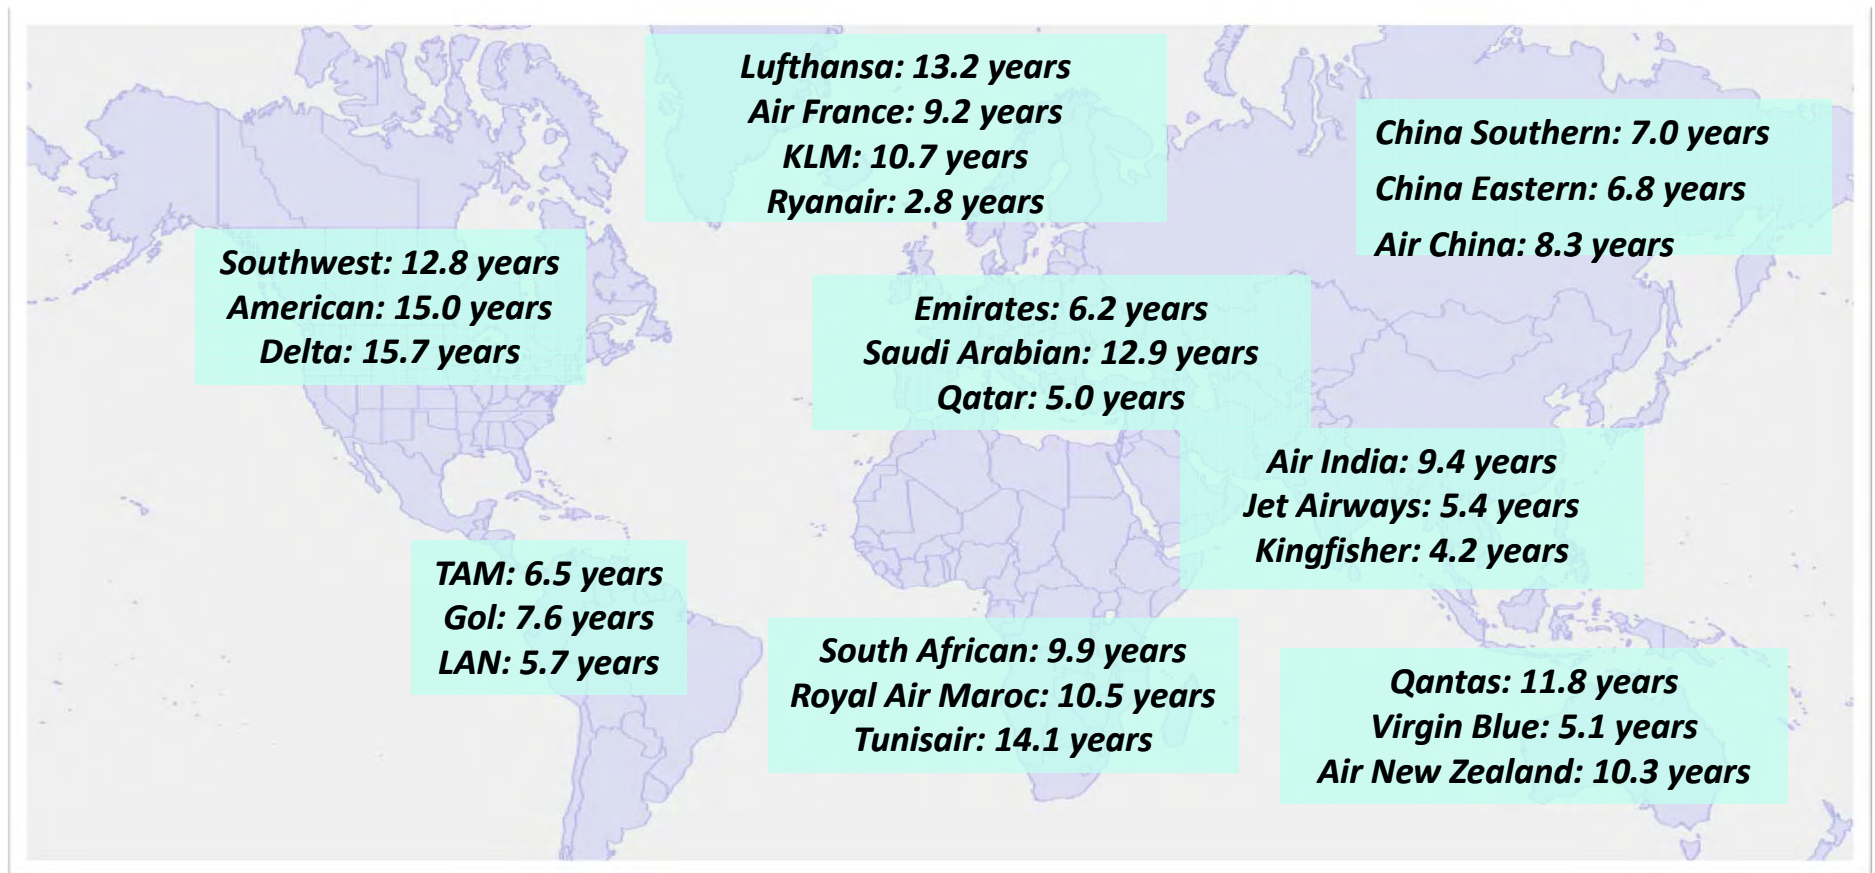 Lufthansa: 13.2 years
Air France: 9.2 years
KLM: 10.7 years
Ryanair: 2.8 years
China Southern: 7.0 years
China Eastern: 6.8 years
Air China: 8.3 years
Southwest: 12.8 years
American: 15.0 years
Delta: 15.7 years
Emirates: 6.2 years
Saudi Arabian: 12.9 years
Qatar: 5.0 years
Air India: 9.4 years
Jet Airways: 5.4 years
Kingfisher: 4.2 years
TAM: 6.5 years
Gol: 7.6 years
LAN: 5.7 years
South African: 9.9 years
Royal Air Maroc: 10.5 years
Tunisair: 14.1 years
Qantas: 11.8 years
Virgin Blue: 5.1 years
Air New Zealand: 10.3 years